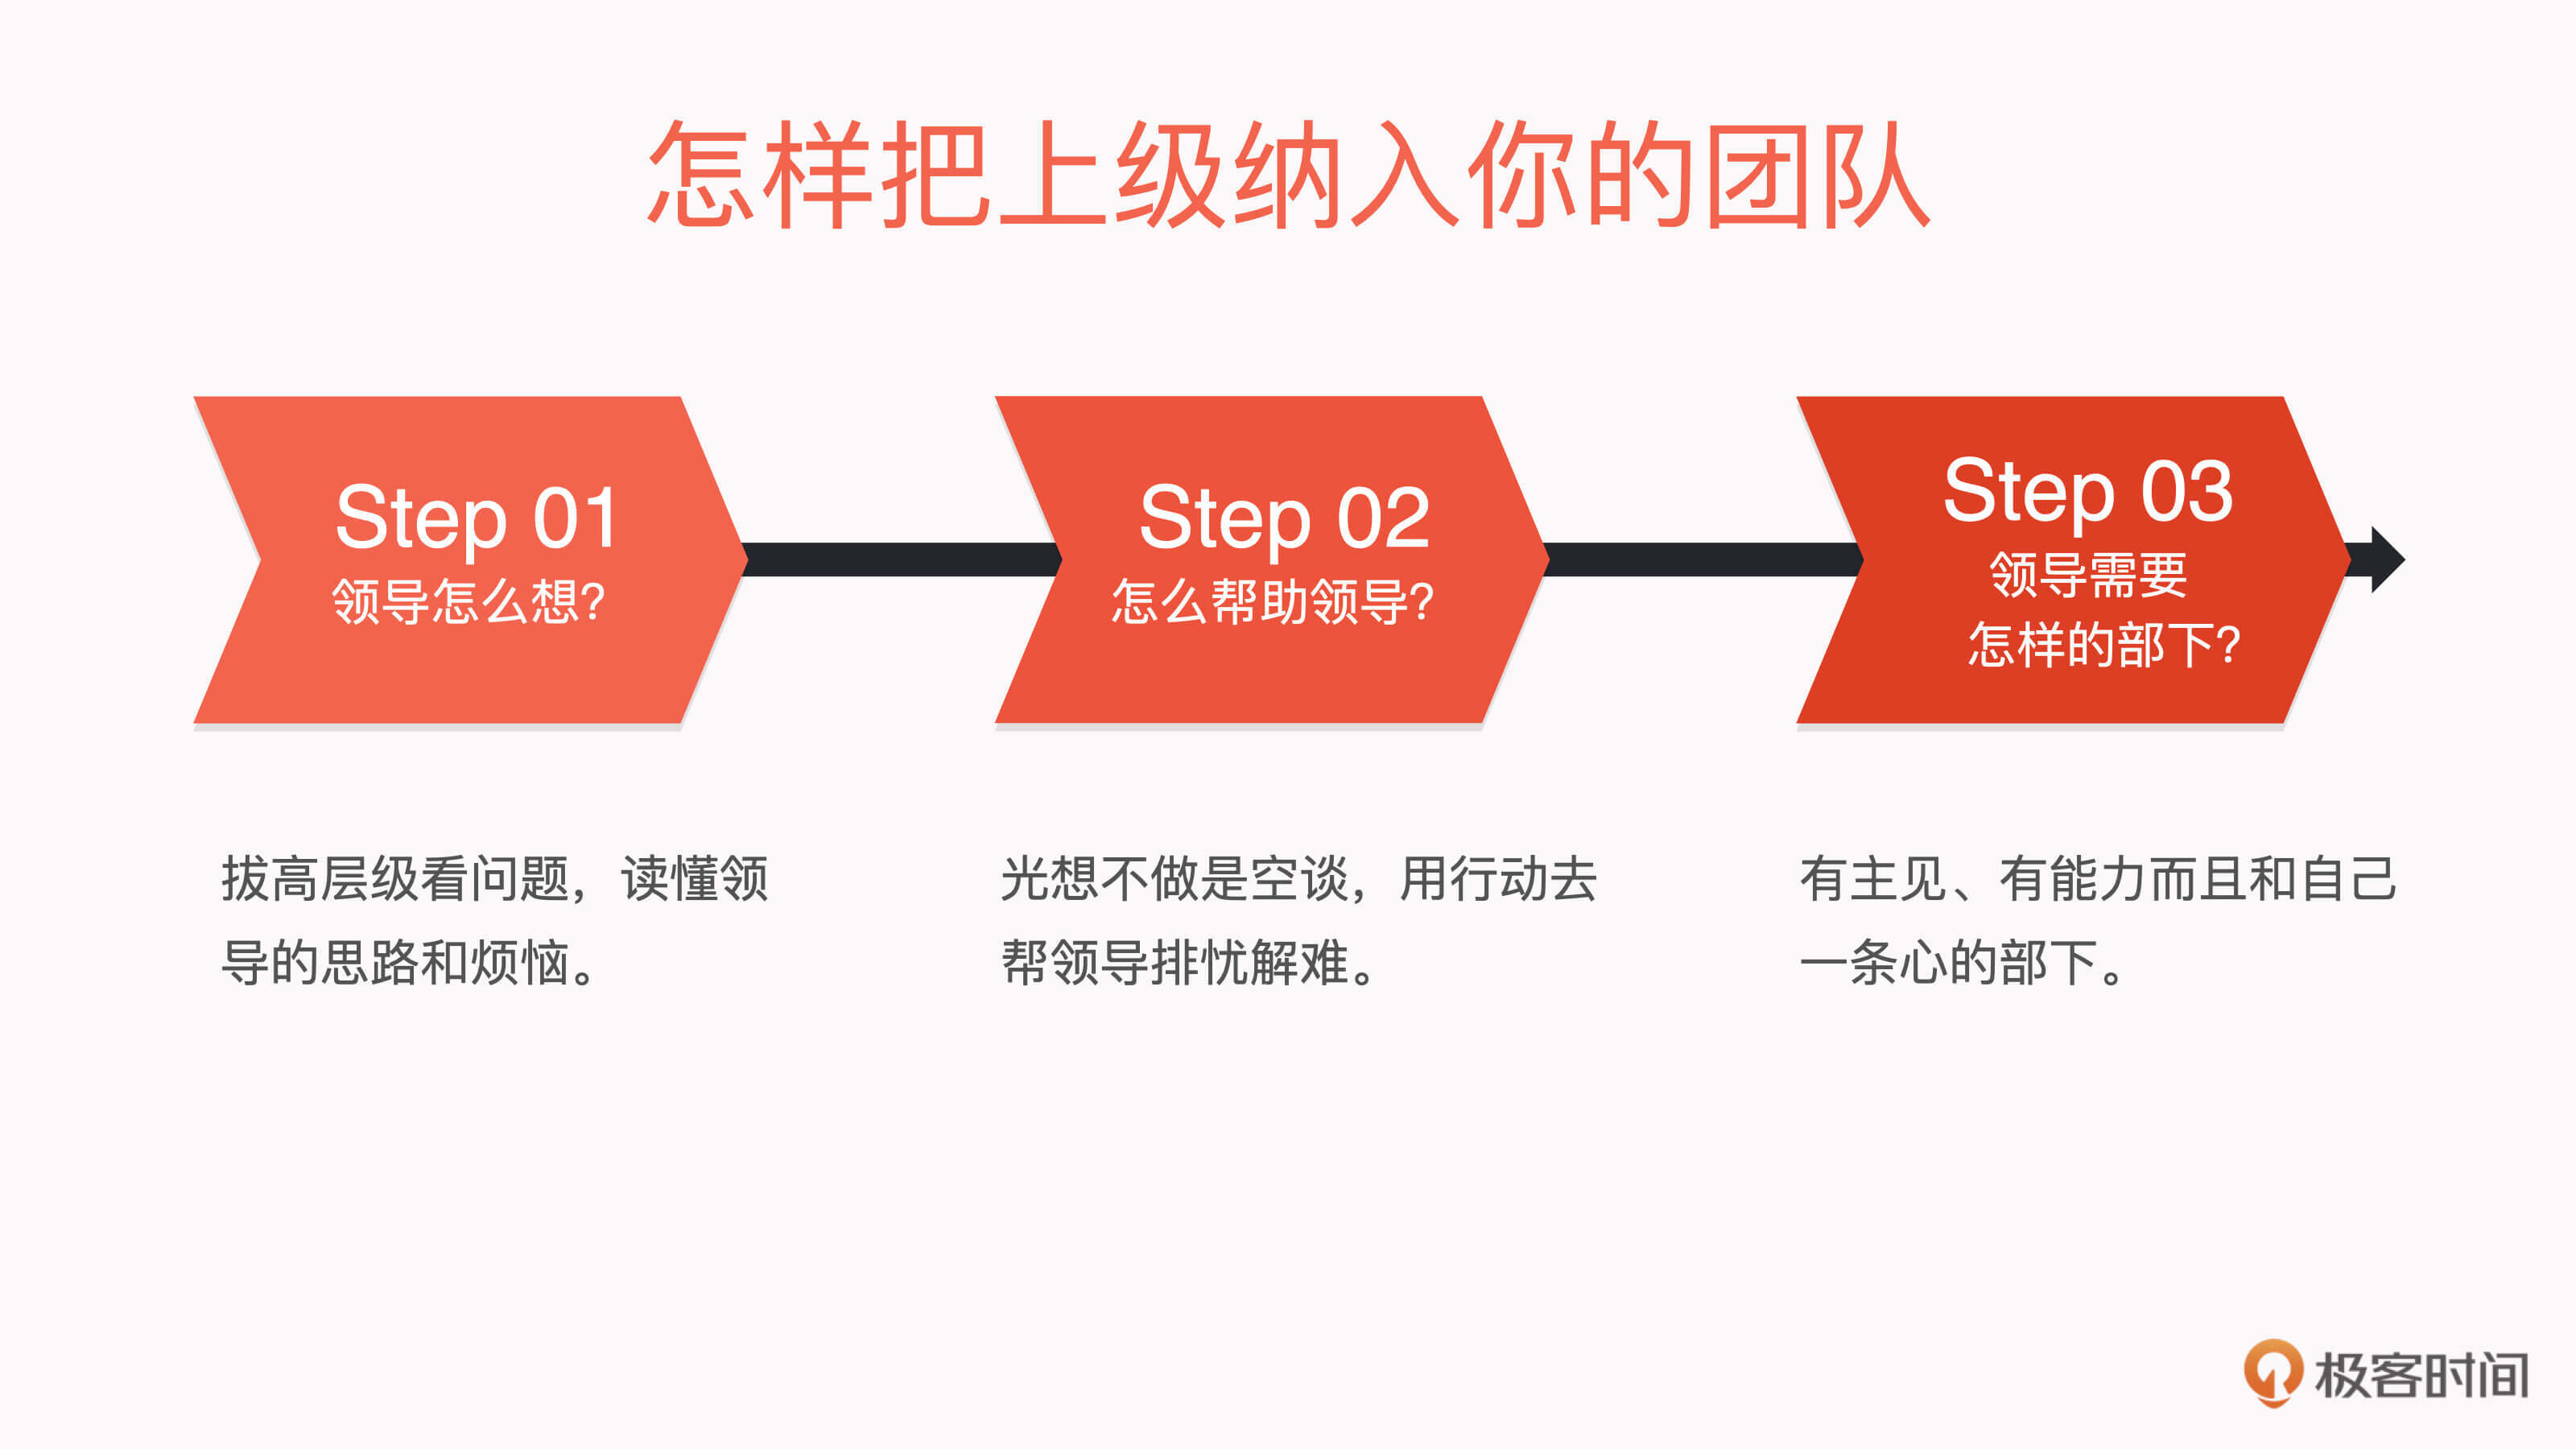 怎样把上级纳入你的团队
Step 01
领导怎么想?
Step 02
怎么帮助领导?
Step 03
领导需要
怎样的部下?
拔高层级看问题，读懂领
导的思路和烦恼。
光想不做是空谈，用行动去
帮领导排忧解难。
有主见、有能力而且和自己
一条心的部下。
极客时间